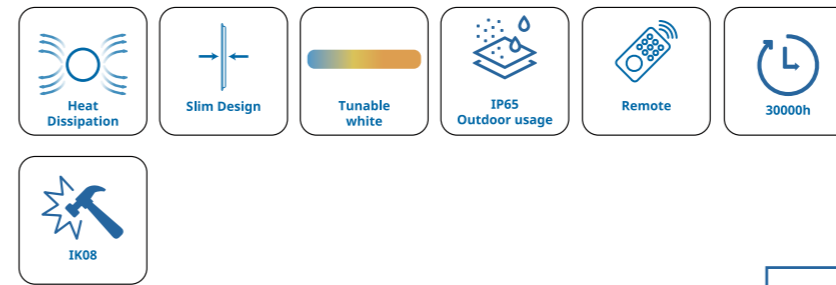 Heat
Dissipation
Slim Design
Tunable
white
IP65
Outdoor usage
Remote
30000h
IK08